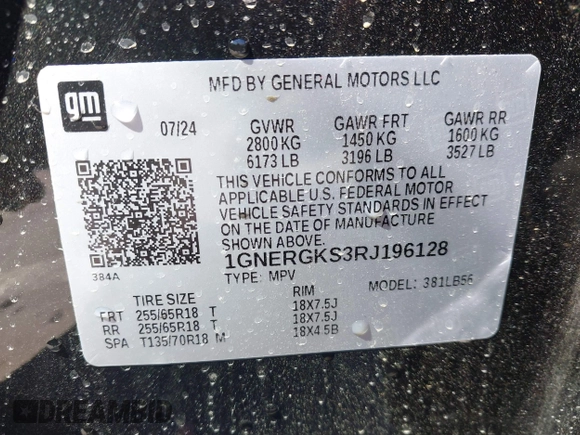 gm
MFD BY GENERAL MOTORS LLC
07/24 GVWR GAWR FRT GAWR RR
2800 KG 1450 KG 1600 KG
6173 LB 3196 LB 3527 LB
THIS VEHICLE CONFORMS TO ALL
APPLICABLE U.S. FEDERAL MOTOR
VEHICLE SAFETY STANDARDS IN EFFECT
ON THE DATE OF MANUFACTURE
SHOWN ABOVE.
384A 1GNERGKS3RJ196128
TYPE: MPV MODEL: 381LB56
TIRE SIZE RIM
FRT 255/65R18 T 18X7.5J
RR 255/65R18 T 18X7.5J
SPA T135/70R18 M 18X4.5B
DREAMBID